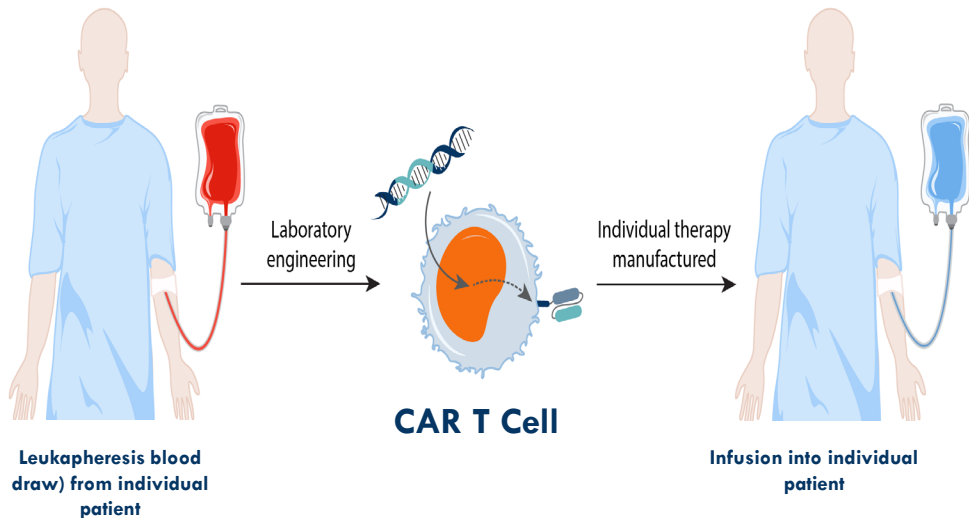 Laboratory
engineering
Individual therapy
manufactured
CAR T Cell
Leukapheresis blood
draw) from individual
patient
Infusion into individual
patient